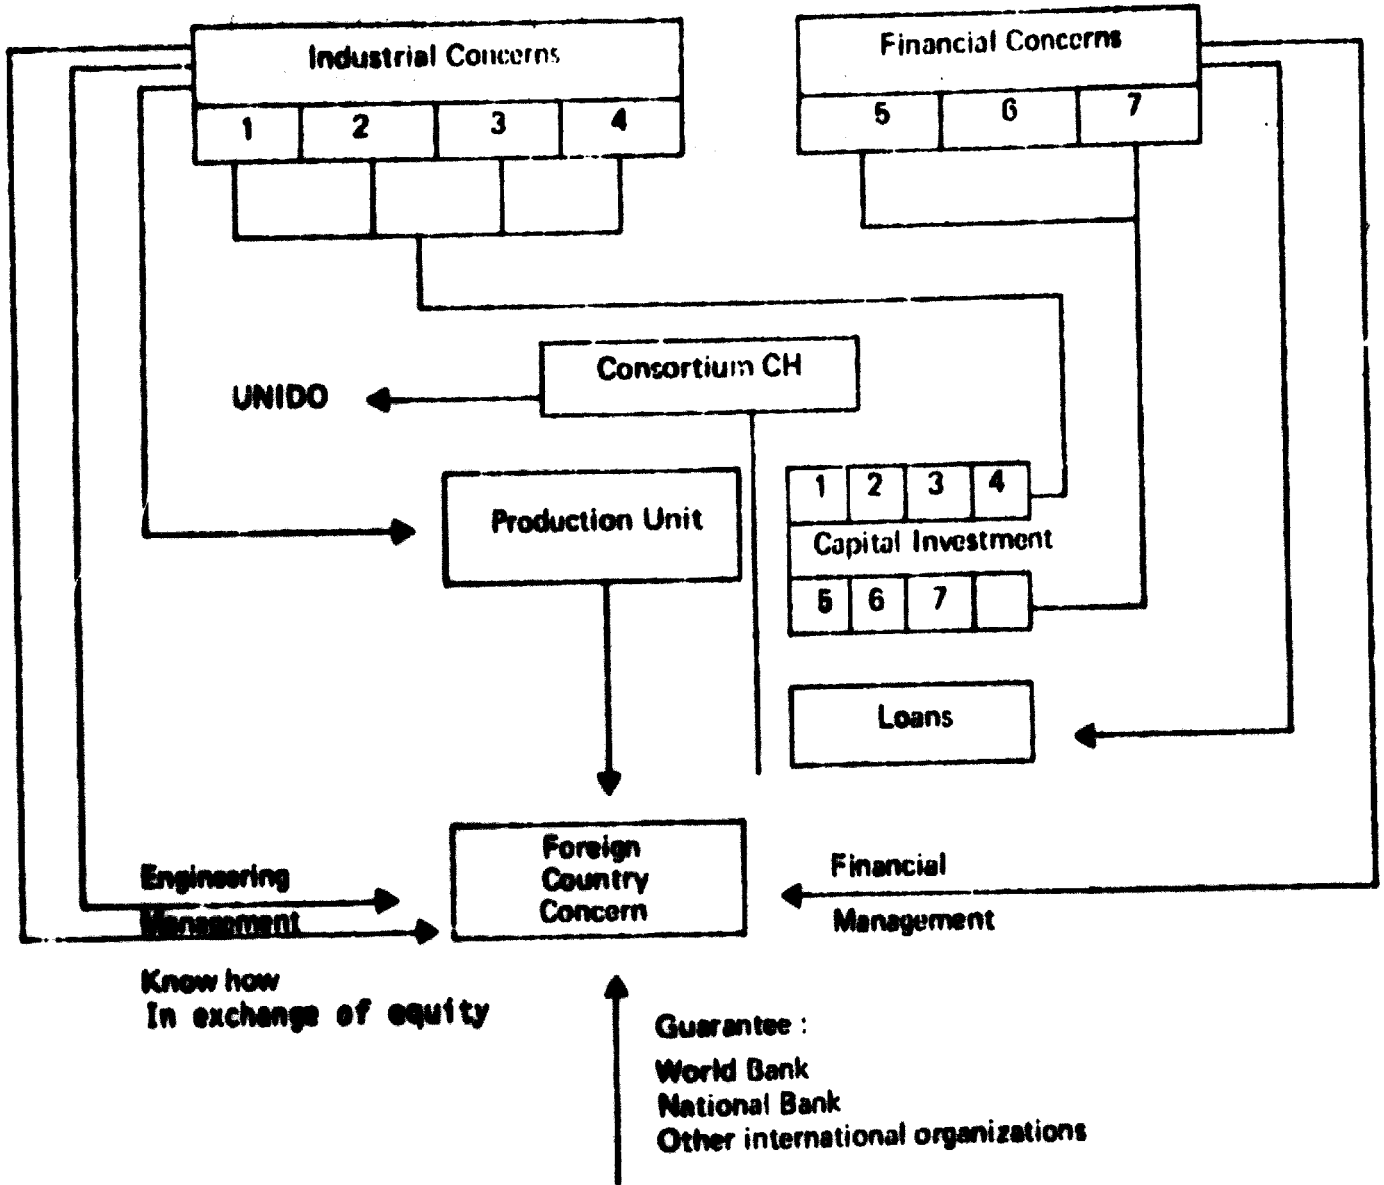 Industrial Concerns
1 2 3 4
Financial Concerns
5 6 7
Consortium CH
UNIDO
Production Unit
1 2 3 4
Capital Investment
5 6 7
Loans
Foreign
Country
Concern
Engineering
Management
Know how
In exchange of equity
Financial
Management
Guarantee :
World Bank
National Bank
Other international organizations